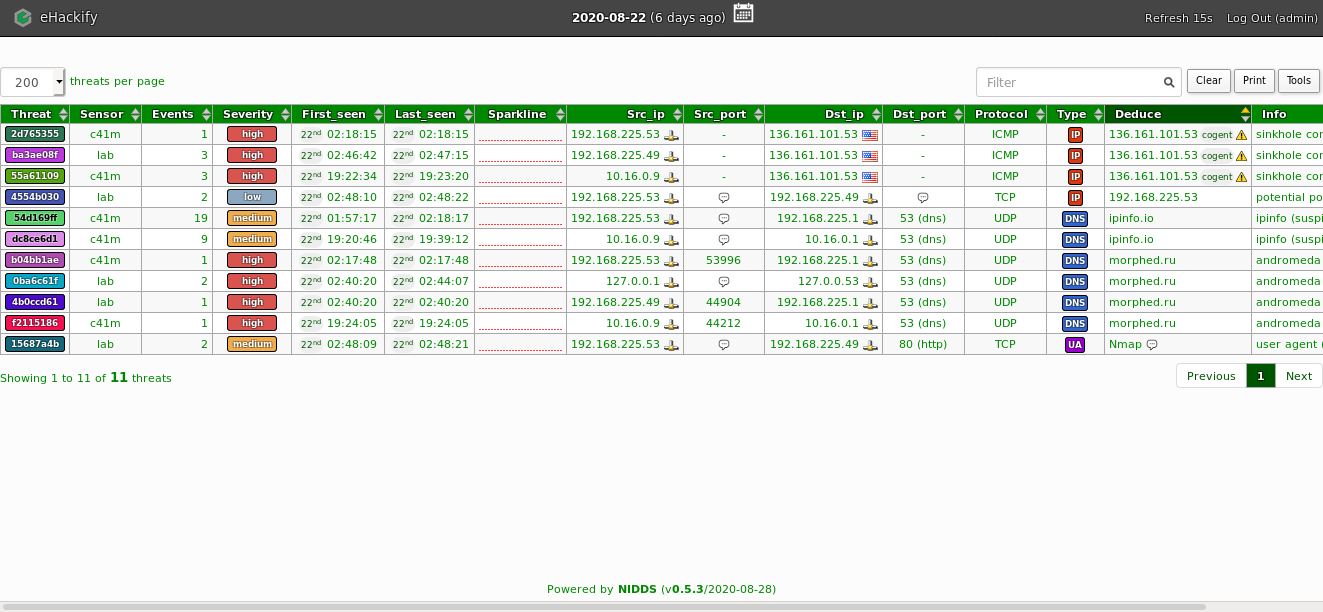 eHackify 2020-08-22 (6 days ago) Refresh 15s Log Out (admin)
200 threats per page Filter Clear Print Tools
Threat Sensor Events Severity First_seen Last_seen Sparkline Src_ip Src_port Dst_ip Dst_port Protocol Type Deduce Info
2d765355 c41m 1 high 22nd 02:18:15 22nd 02:18:15 192.168.225.53 - 136.161.101.53 - ICMP IP 136.161.101.53 cogent sinkhole cor
ba3ae08f lab 3 high 22nd 02:46:42 22nd 02:47:15 192.168.225.49 - 136.161.101.53 - ICMP IP 136.161.101.53 cogent sinkhole cor
55a61109 c41m 3 high 22nd 19:22:34 22nd 19:23:20 10.16.0.9 - 136.161.101.53 - ICMP IP 136.161.101.53 cogent sinkhole cor
4554b030 lab 2 low 22nd 02:48:10 22nd 02:48:22 192.168.225.53 192.168.225.49 TCP IP 192.168.225.53 potential po
54d169ff c41m 19 medium 22nd 01:57:17 22nd 02:18:17 192.168.225.53 192.168.225.1 53 (dns) UDP DNS ipinfo.io ipinfo (suspi
dc8ce6d1 c41m 9 medium 22nd 19:20:46 22nd 19:39:12 10.16.0.9 10.16.0.1 53 (dns) UDP DNS ipinfo.io ipinfo (suspi
b04bb1ae c41m 1 high 22nd 02:17:48 22nd 02:17:48 192.168.225.53 53996 192.168.225.1 53 (dns) UDP DNS morphed.ru andromeda
0ba6c61f lab 2 high 22nd 02:40:20 22nd 02:44:07 127.0.0.1 127.0.0.53 53 (dns) UDP DNS morphed.ru andromeda
4b0ccd61 lab 1 high 22nd 02:40:20 22nd 02:40:20 192.168.225.49 44904 192.168.225.1 53 (dns) UDP DNS morphed.ru andromeda
f2115186 c41m 1 high 22nd 19:24:05 22nd 19:24:05 10.16.0.9 44212 10.16.0.1 53 (dns) UDP DNS morphed.ru andromeda
15687a4b lab 2 medium 22nd 02:48:09 22nd 02:48:21 192.168.225.53 192.168.225.49 80 (http) TCP UA Nmap user agent (
Showing 1 to 11 of 11 threats Previous 1 Next
Powered by NIDDS (v0.5.3/2020-08-28)